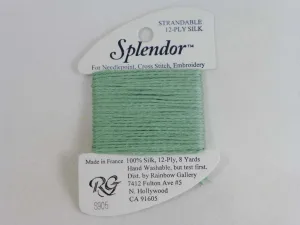 STRANDABLE
12-PLY SILK
Splendor™
For Needlepoint, Cross Stitch, Embroidery
Made in France
100% Silk, 12-Ply, 8 Yards
Hand Washable, but test first.
Dist. by Rainbow Gallery
7412 Fulton Ave #5
N. Hollywood
CA 91605
RG
S905